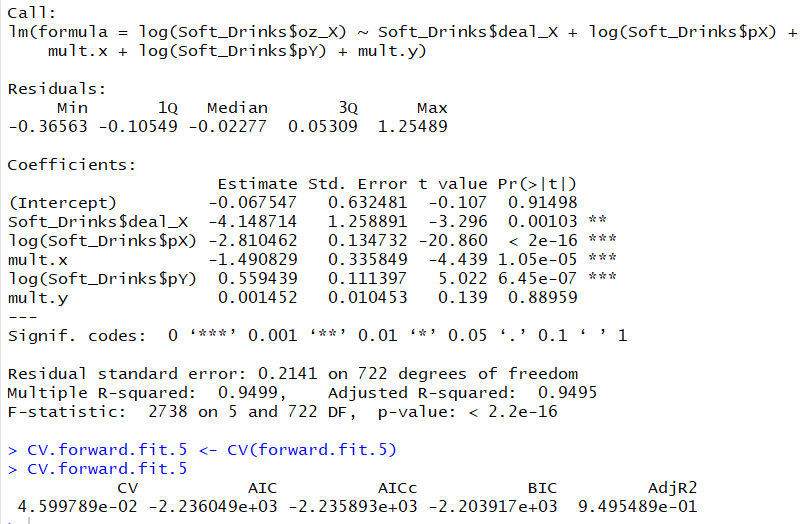 Call:
lm(formula = log(Soft_Drinks$oz_X) ~ Soft_Drinks$deal_X + log(Soft_Drinks$pX) +
    mult.x + log(Soft_Drinks$pY) + mult.y)

Residuals:
     Min       1Q   Median       3Q      Max
-0.36563 -0.10549 -0.02277  0.05309  1.25489

Coefficients:
                     Estimate Std. Error t value Pr(>|t|)
(Intercept)         -0.067547   0.632481  -0.107  0.91498
Soft_Drinks$deal_X  -4.148714   1.258891  -3.296  0.00103 **
log(Soft_Drinks$pX) -2.810462   0.134732 -20.860  < 2e-16 ***
mult.x              -1.490829   0.335849  -4.439 1.05e-05 ***
log(Soft_Drinks$pY)  0.559439   0.111397   5.022 6.45e-07 ***
mult.y               0.001452   0.010453   0.139  0.88959
---
Signif. codes:  0 ‘***’ 0.001 ‘**’ 0.01 ‘*’ 0.05 ‘.’ 0.1 ‘ ’ 1

Residual standard error: 0.2141 on 722 degrees of freedom
Multiple R-squared:  0.9499,    Adjusted R-squared:  0.9495
F-statistic:  2738 on 5 and 722 DF,  p-value: < 2.2e-16

> CV.forward.fit.5 <- CV(forward.fit.5)
> CV.forward.fit.5
           CV           AIC          AICc           BIC         AdjR2
 4.599789e-02 -2.236049e+03 -2.235893e+03 -2.203917e+03  9.495489e-01